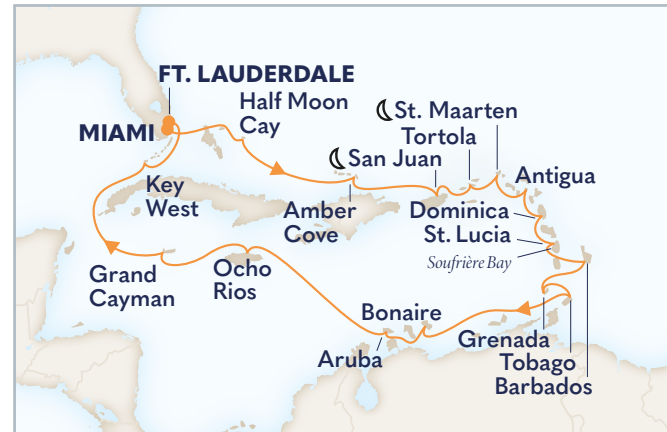 FT. LAUDERDALE
MIAMI
Half Moon
Cay
St. Maarten
Tortola
San Juan
Antigua
Key
West
Amber
Cove
Dominica
St. Lucia
Soufrière Bay
Grand
Cayman
Ocho
Rios
Bonaire
Aruba
Grenada
Tobago
Barbados